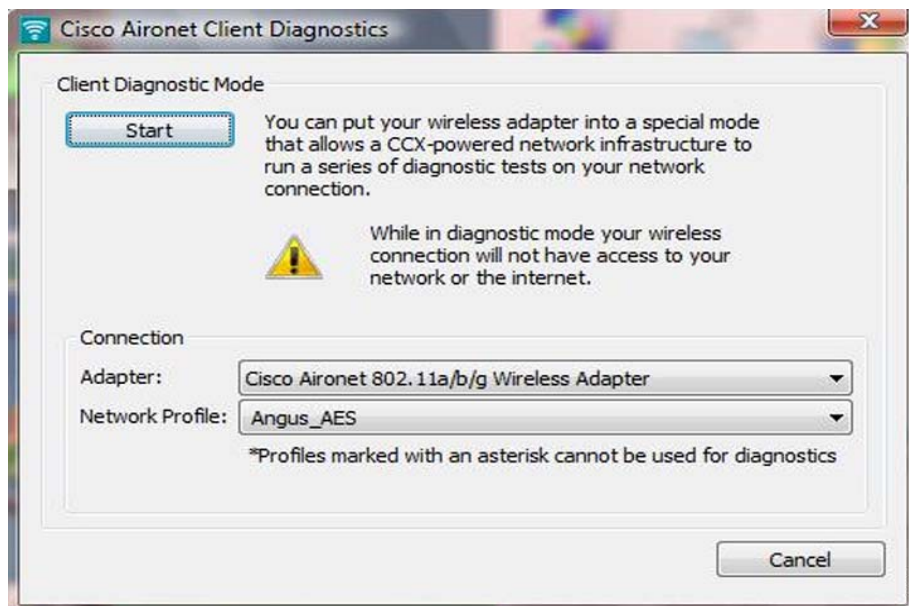 Cisco Aironet Client Diagnostics
Client Diagnostic Mode
Start
You can put your wireless adapter into a special mode
that allows a CCX-powered network infrastructure to
run a series of diagnostic tests on your network
connection.
While in diagnostic mode your wireless
connection will not have access to your
network or the internet.
Connection
Adapter:
Cisco Aironet 802.11a/b/g Wireless Adapter
Network Profile:
Angus_AES
*Profiles marked with an asterisk cannot be used for diagnostics
Cancel